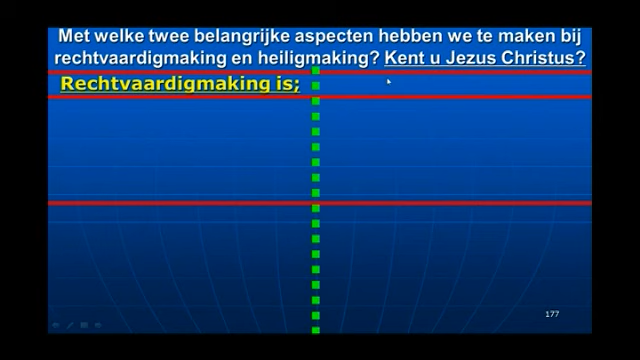 Met welke twee belangrijke aspecten hebben we te maken bij
rechtvaardigmaking en heiligmaking? Kent u Jezus Christus?
Rechtvaardigmaking is;
177